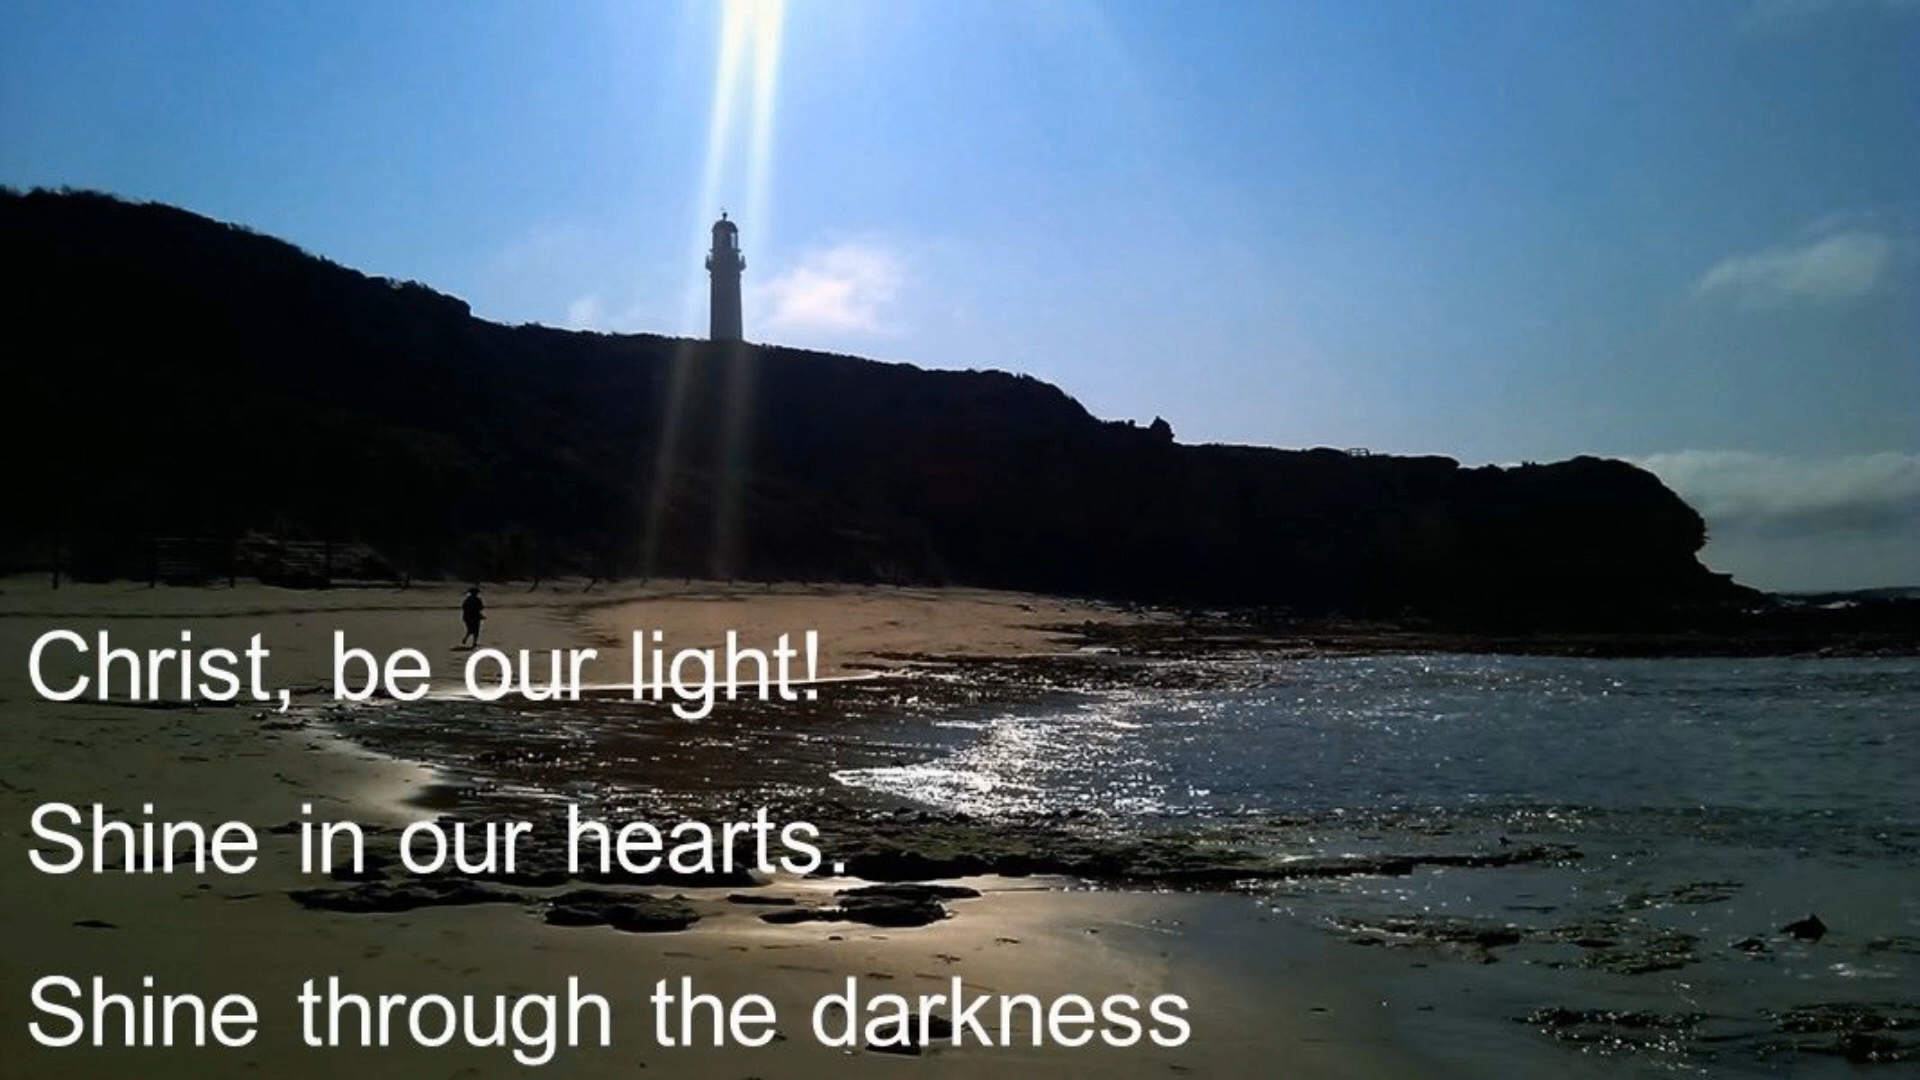 Christ, be our light!
Shine in our hearts.
Shine through the darkness